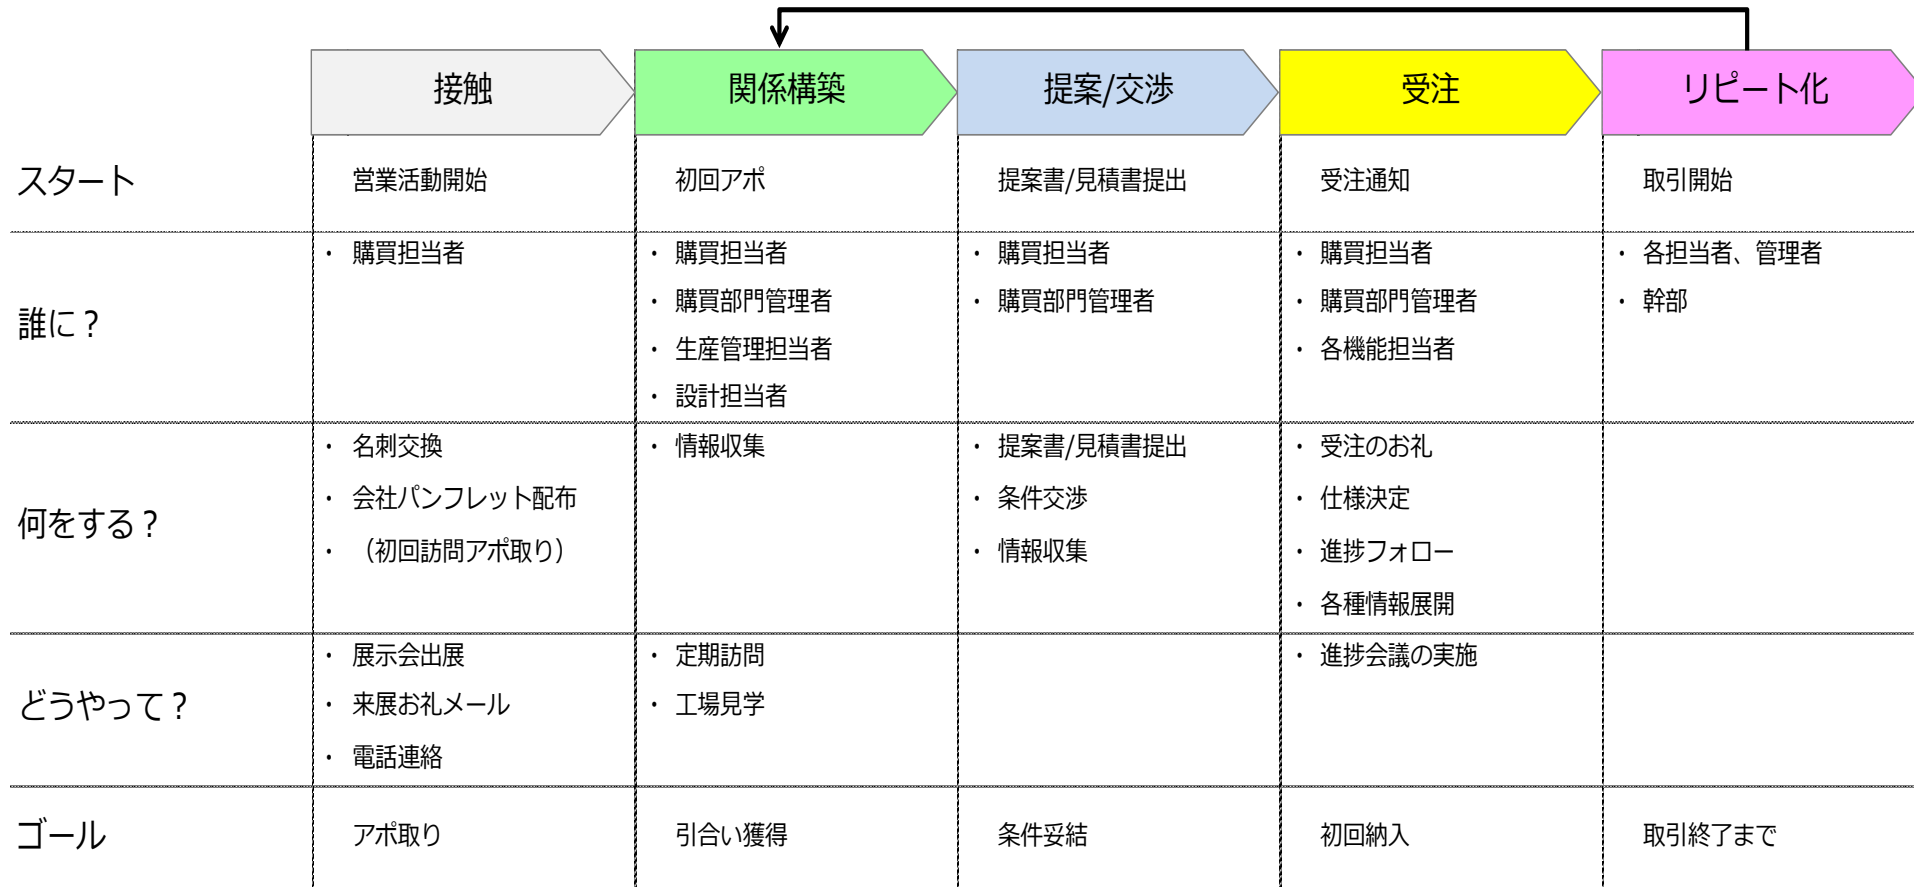 接触
関係構築
提案/交渉
受注
リピート化
スタート
営業活動開始
初回アポ
提案書/見積書提出
受注通知
取引開始
誰に？
・ 購買担当者
・ 購買担当者
・ 購買部門管理者
・ 生産管理担当者
・ 設計担当者
・ 購買担当者
・ 購買部門管理者
・ 購買担当者
・ 購買部門管理者
・ 各機能担当者
・ 各担当者、管理者
・ 幹部
何をする？
・ 名刺交換
・ 会社パンフレット配布
・ （初回訪問アポ取り）
・ 情報収集
・ 提案書/見積書提出
・ 条件交渉
・ 情報収集
・ 受注のお礼
・ 仕様決定
・ 進捗フォロー
・ 各種情報展開
どうやって？
・ 展示会出展
・ 来展お礼メール
・ 電話連絡
・ 定期訪問
・ 工場見学
・ 進捗会議の実施
ゴール
アポ取り
引合い獲得
条件妥結
初回納入
取引終了まで